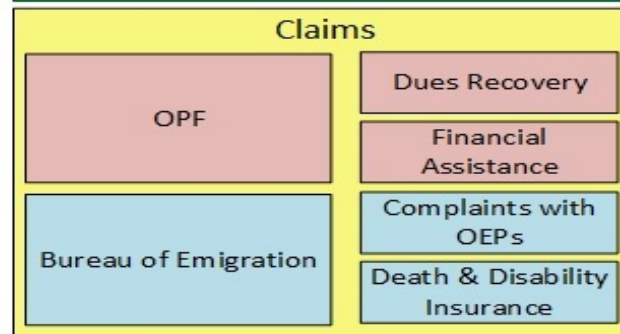 Claims
OPF
Dues Recovery
Financial
Assistance
Bureau of Emigration
Complaints with
OEPs
Death & Disability
Insurance